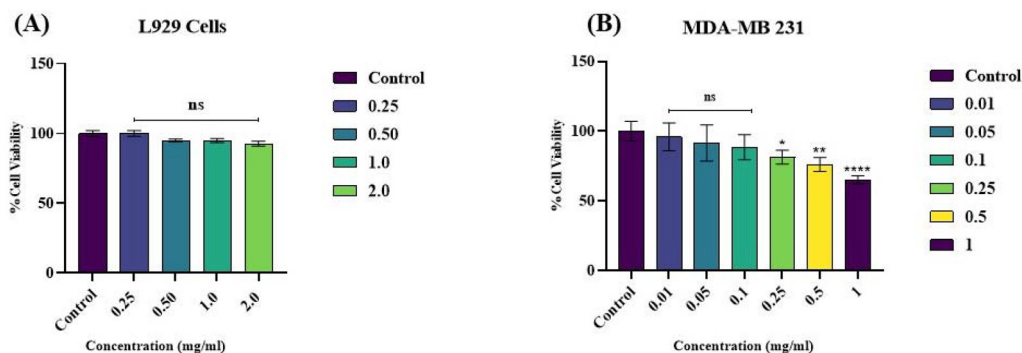 (A)
L929 Cells
150
100
50
0
% Cell Viability
ns
Control
0.25
0.50
1.0
2.0
Concentration (mg/ml)
Control
0.25
0.50
1.0
2.0
(B)
MDA-MB 231
150
100
50
0
% Cell Viability
ns
*
**
****
Control
0.01
0.05
0.1
0.25
0.5
1
Concentration (mg/ml)
Control
0.01
0.05
0.1
0.25
0.5
1